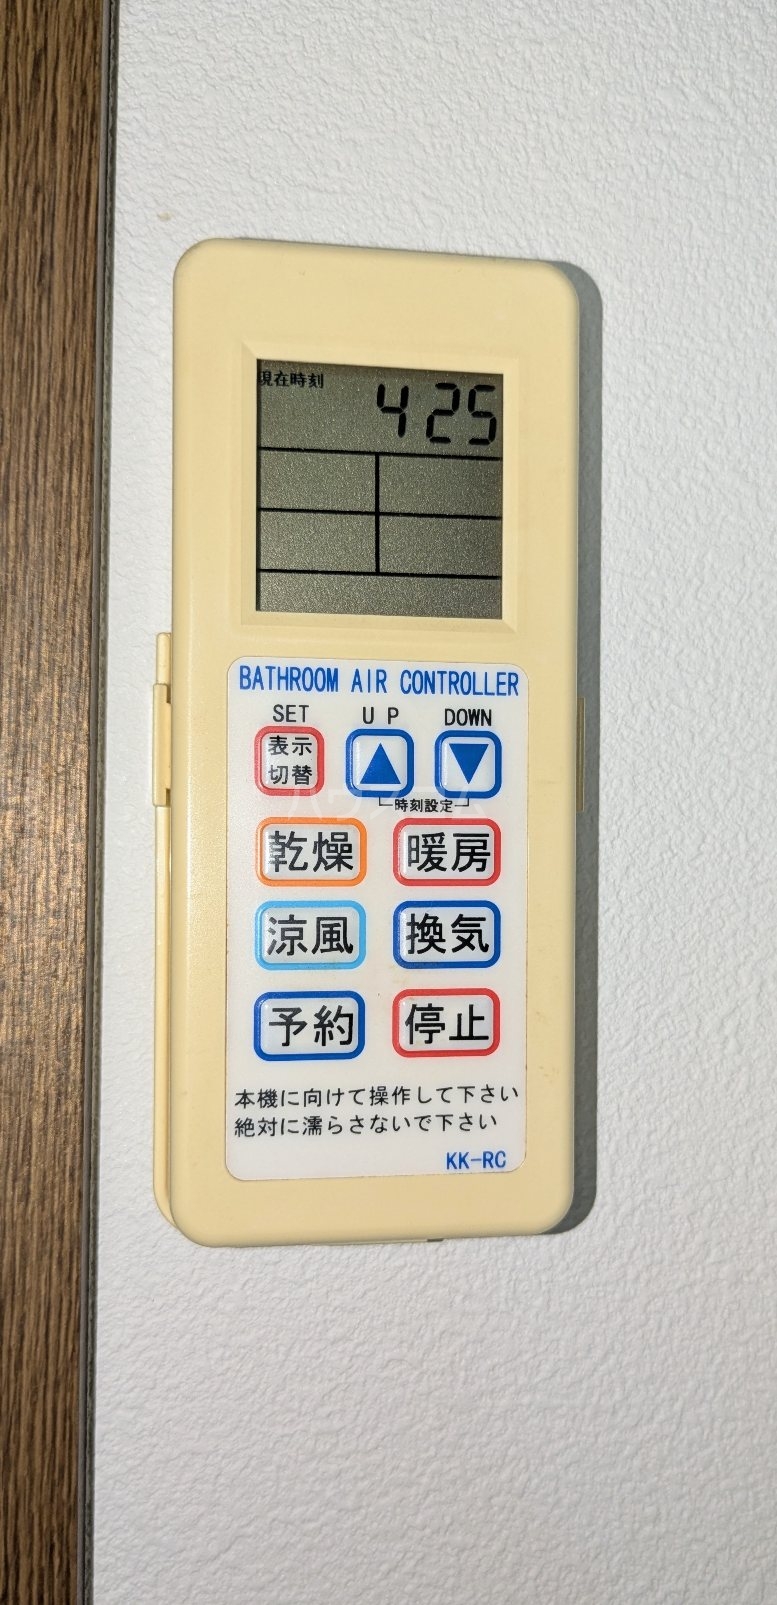 現在時刻
4 25
BATHROOM AIR CONTROLLER
SET UP DOWN
表示
切替
▲ ▼
時刻設定
乾燥 暖房
涼風 換気
予約 停止
本機に向けて操作して下さい
絶対に濡らさないで下さい
KK-RC